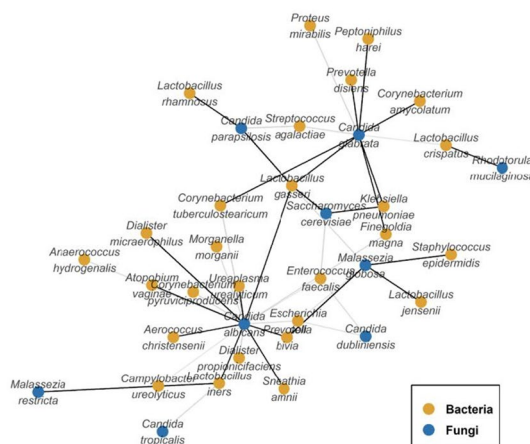 Proteus
mirabilis
Peptoniphilus
harei
Prevotella
disiens
Lactobacillus
rhamnosus
Corynebacterium
amycolatum
Candida
parapsilosis
Streptococcus
agalactiae
Candida
glabrata
Lactobacillus
crispatus
Rhodotorula
mucilaginosa
Lactobacillus
gasseri
Corynebacterium
tuberculostearicum
Saccharomyces
cerevisiae
Klebsiella
pneumoniae
Dialister
micraerophilus
Finegoldia
magna
Morganella
morganii
Anaerococcus
hydrogenalis
Staphylococcus
epidermidis
Malassezia
globosa
Atopobium
vaginae
Corynebacterium
pyruviciproducens
Ureaplasma
urealyticum
Enterococcus
faecalis
Lactobacillus
jensenii
Candida
albicans
Escherichia
coli
Aerococcus
christensenii
Prevotella
bivia
Candida
dubliniensis
Dialister
propionicifaciens
Malassezia
restricta
Campylobacter
ureolyticus
Lactobacillus
iners
Sneathia
amnii
Candida
tropicalis
Bacteria
Fungi